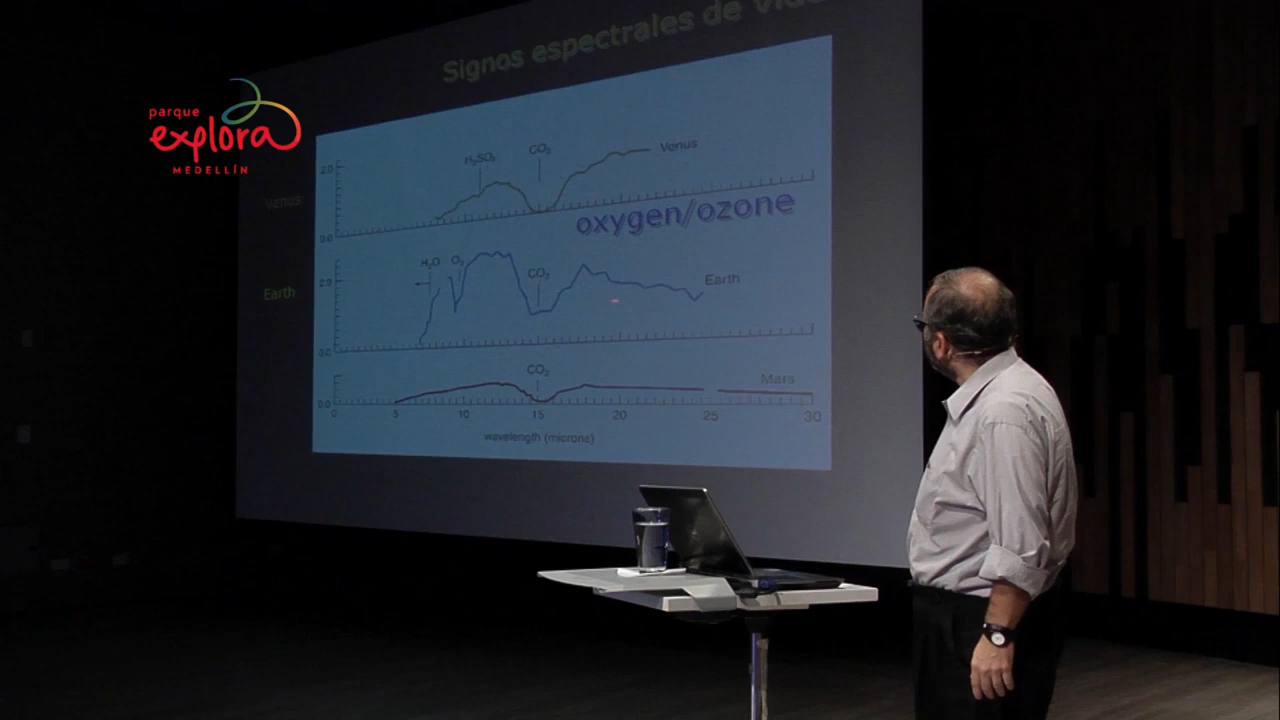 parque
explora
MEDELLÍN
Signos espectrales de vida
Venus
Earth
2.0
0.0
H₂SO₄
CO₂
Venus
oxygen/ozone
2.0
0.0
H₂O
O₃
CO₂
Earth
0.0
CO₂
Mars
0 5 10 15 20 25 30
wavelength (microns)